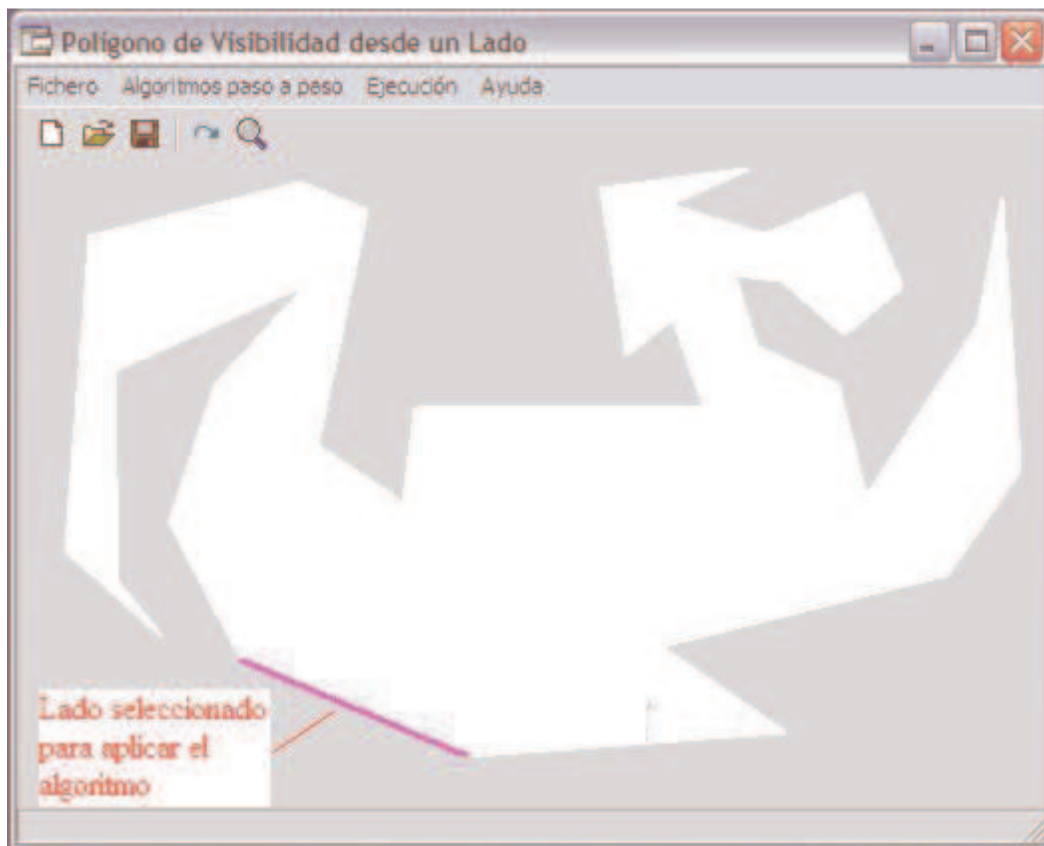 Polígono de Visibilidad desde un Lado
Fichero Algoritmos paso a paso Ejecución Ayuda
Lado seleccionado
para aplicar el
algoritmo